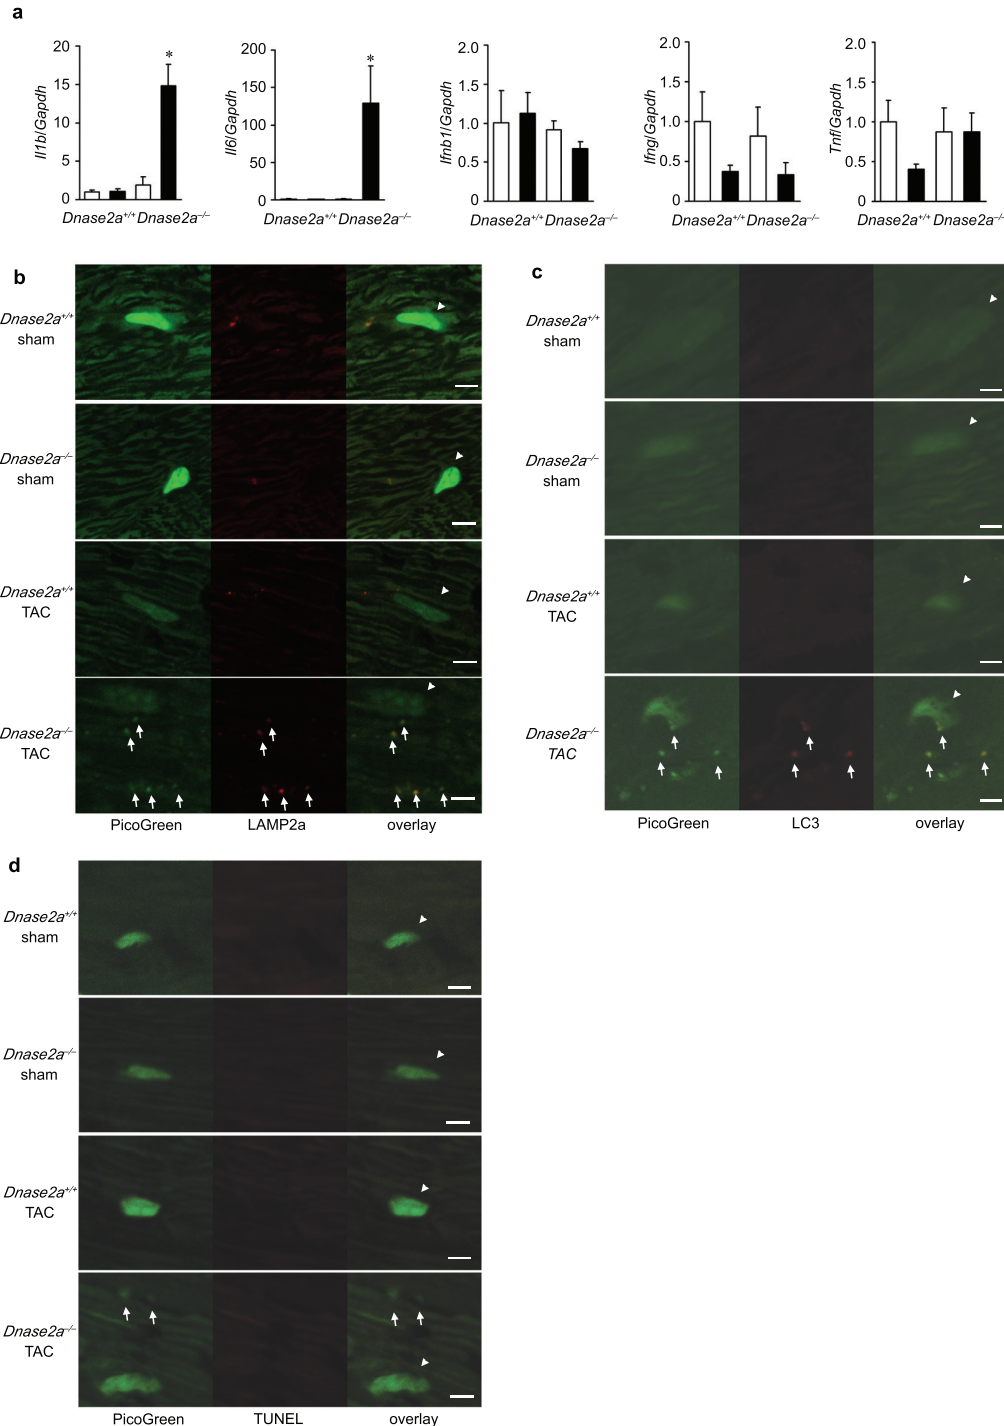 a
20
15
10
5
0
Il1b/Gapdh
*
Dnase2a+/+ Dnase2a–/–
200
150
100
50
0
Il6/Gapdh
*
Dnase2a+/+ Dnase2a–/–
2.0
1.5
1.0
0.5
0
Ifnb1/Gapdh
Dnase2a+/+ Dnase2a–/–
2.0
1.5
1.0
0.5
0
Ifng/Gapdh
Dnase2a+/+ Dnase2a–/–
2.0
1.5
1.0
0.5
0
Tnf/Gapdh
Dnase2a+/+ Dnase2a–/–
b
Dnase2a+/+
sham
Dnase2a–/–
sham
Dnase2a+/+
TAC
Dnase2a–/–
TAC
PicoGreen LAMP2a overlay
c
Dnase2a+/+
sham
Dnase2a–/–
sham
Dnase2a+/+
TAC
Dnase2a–/–
TAC
PicoGreen LC3 overlay
d
Dnase2a+/+
sham
Dnase2a–/–
sham
Dnase2a+/+
TAC
Dnase2a–/–
TAC
PicoGreen TUNEL overlay